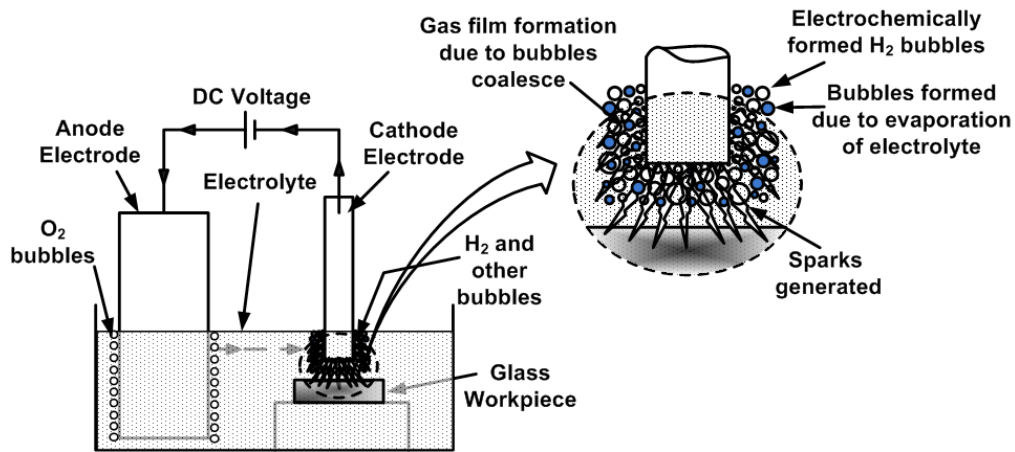 Gas film formation
due to bubbles
coalesce
Electrochemically
formed H₂ bubbles
Bubbles formed
due to evaporation
of electrolyte
DC Voltage
Anode
Electrode
Cathode
Electrode
Electrolyte
O₂
bubbles
H₂ and
other
bubbles
Sparks
generated
Glass
Workpiece